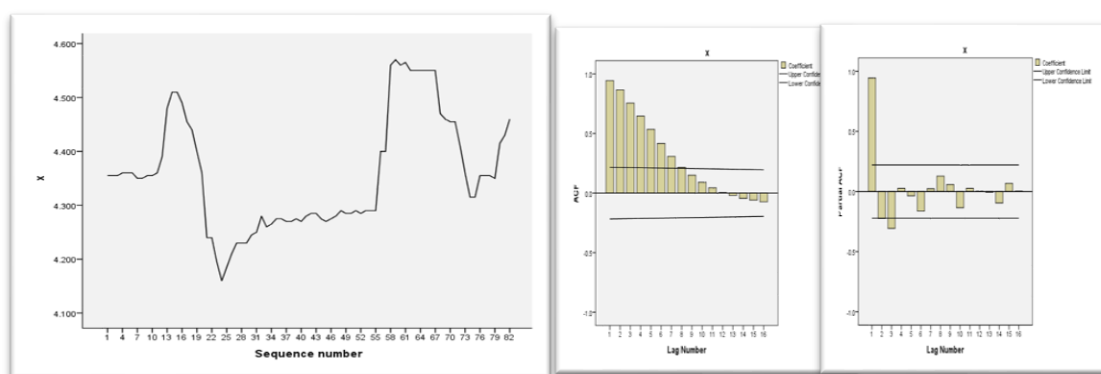 4.600
4.500
4.400
4.300
4.200
4.100
X
1 4 7 10 13 16 19 22 25 28 31 34 37 40 43 46 49 52 55 58 61 64 67 70 73 76 79 82
Sequence number
X
Coefficient
Upper Confide
Lower Confide
1.0
0.5
0.0
-0.5
-1.0
ACF
1 2 3 4 5 6 7 8 9 10 11 12 13 14 15 16
Lag Number
X
Coefficient
Upper Confidence Limit
Lower Confidence Limit
1.0
0.5
0.0
-0.5
-1.0
Partial ACF
1 2 3 4 5 6 7 8 9 10 11 12 13 14 15 16
Lag Number